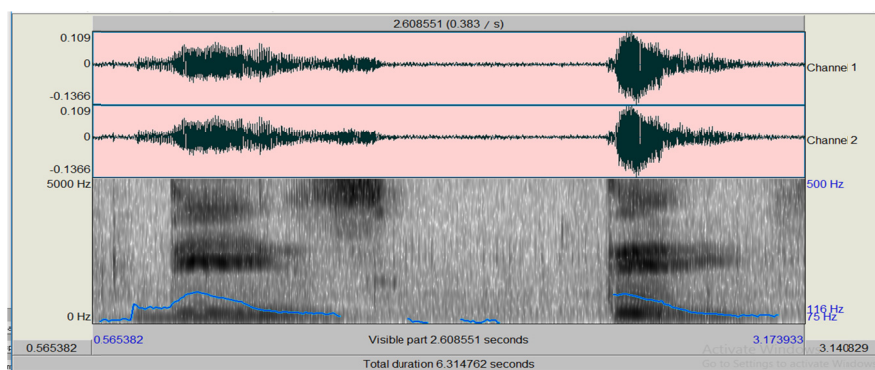 2.608551 (0.383 / s)
0.109
0
-0.1366
Channel 1
0.109
0
-0.1366
Channel 2
5000 Hz
500 Hz
0 Hz
116 Hz
75 Hz
0.565382
Visible part 2.608551 seconds
3.173933
0.565382
3.140829
Activate Windows
Total duration 6.314762 seconds
Go to Settings to activate Windows